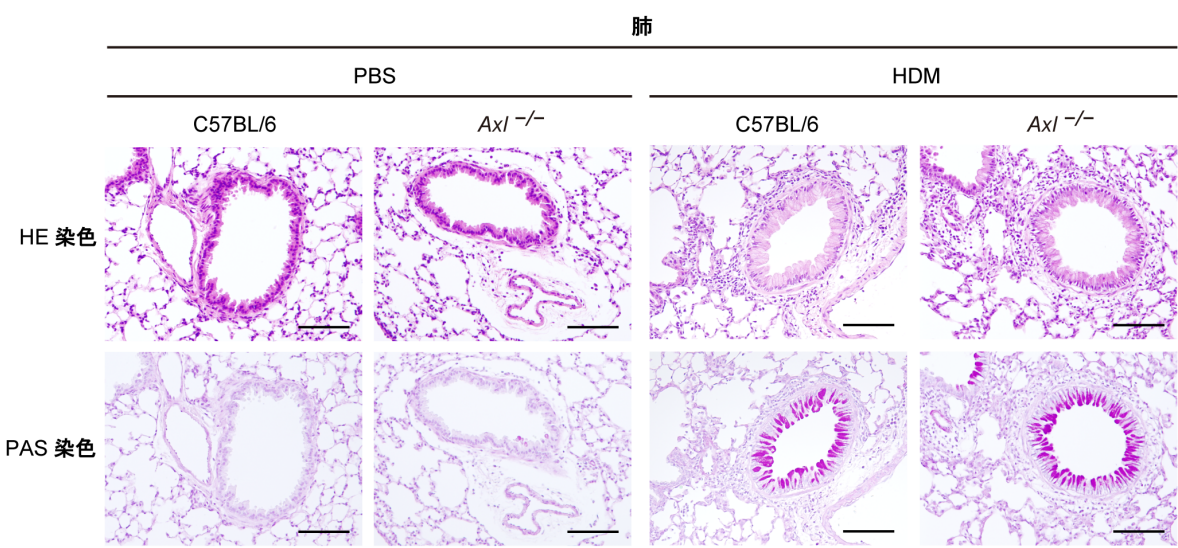 肺
PBS
HDM
C57BL/6
Axl −/−
C57BL/6
Axl −/−
HE 染色
PAS 染色